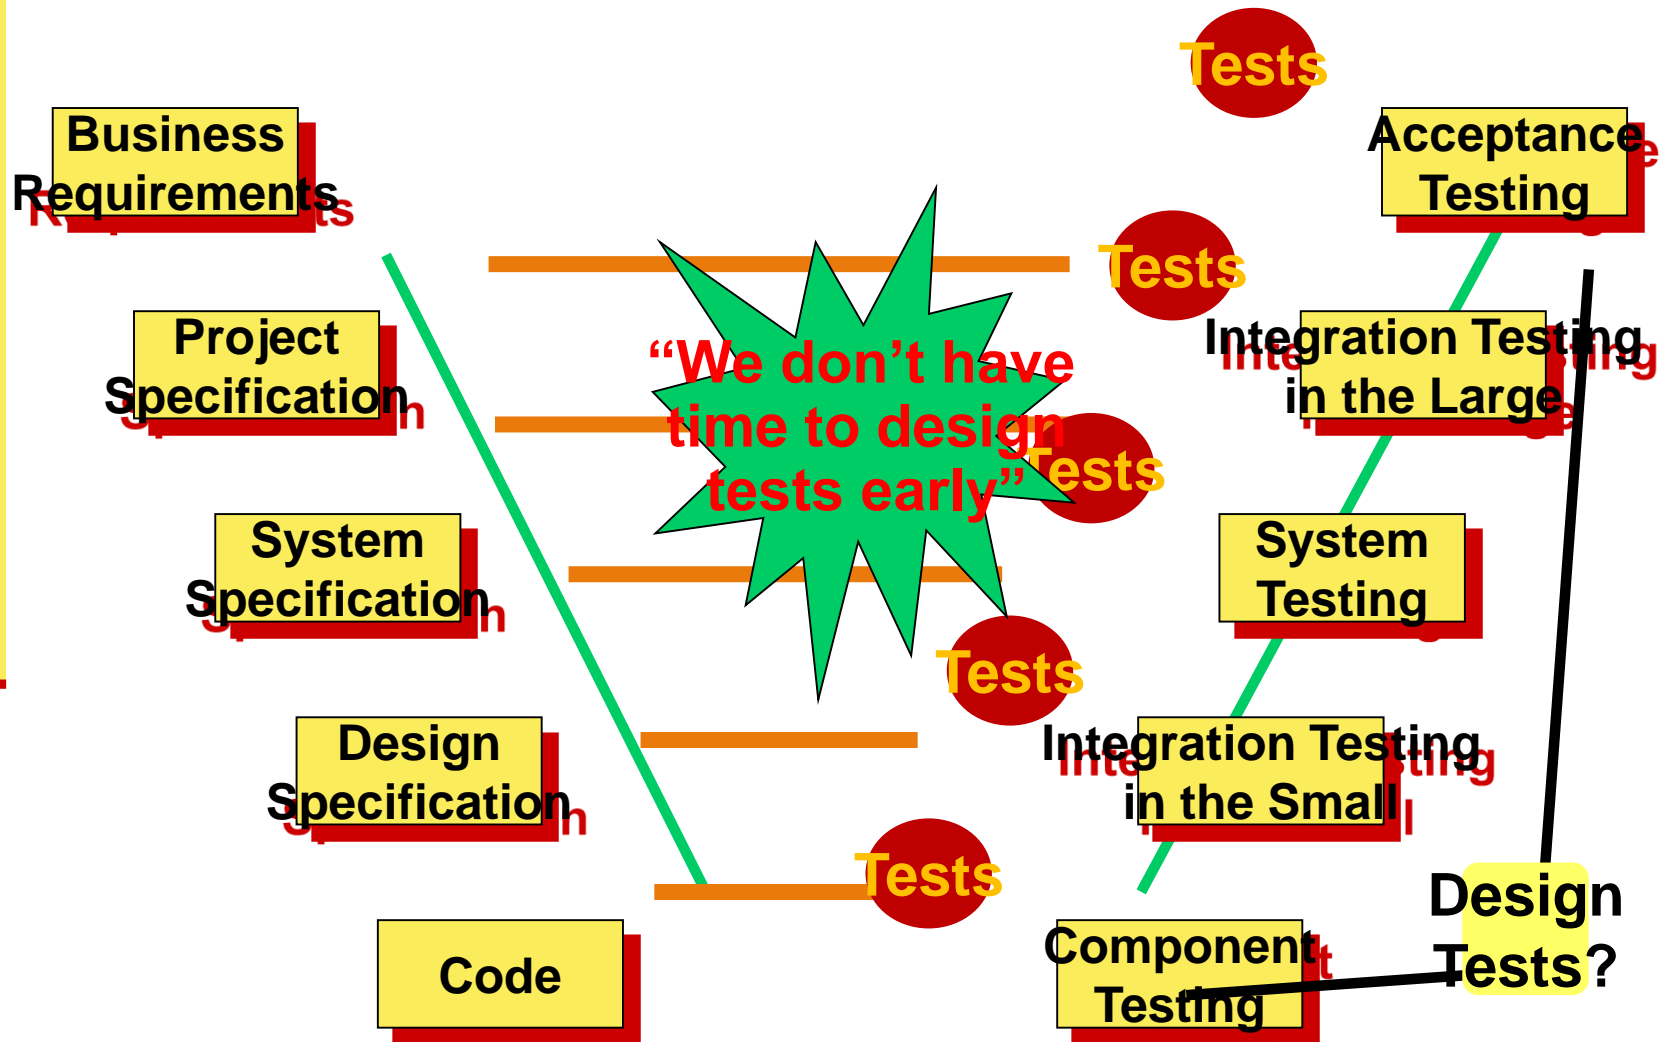 Tests
Business
Requirements
Acceptance
Testing
Tests
Project
Specification
Integration Testing
in the Large
“We don’t have
time to design
tests early”
Tests
System
Specification
System
Testing
Tests
Design
Specification
Integration Testing
in the Small
Tests
Design
Tests?
Code
Component
Testing